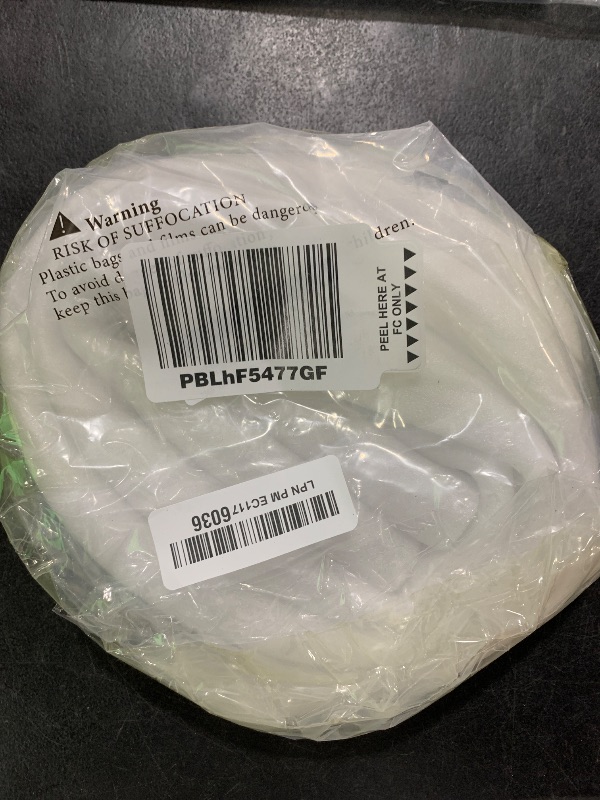 Warning
RISK OF SUFFOCATION
Plastic bags and films can be dangerous
To avoid d
children.
keep this ba
PBLhF5477GF
PEEL HERE AT
FC ONLY
LPN PM EC1176036